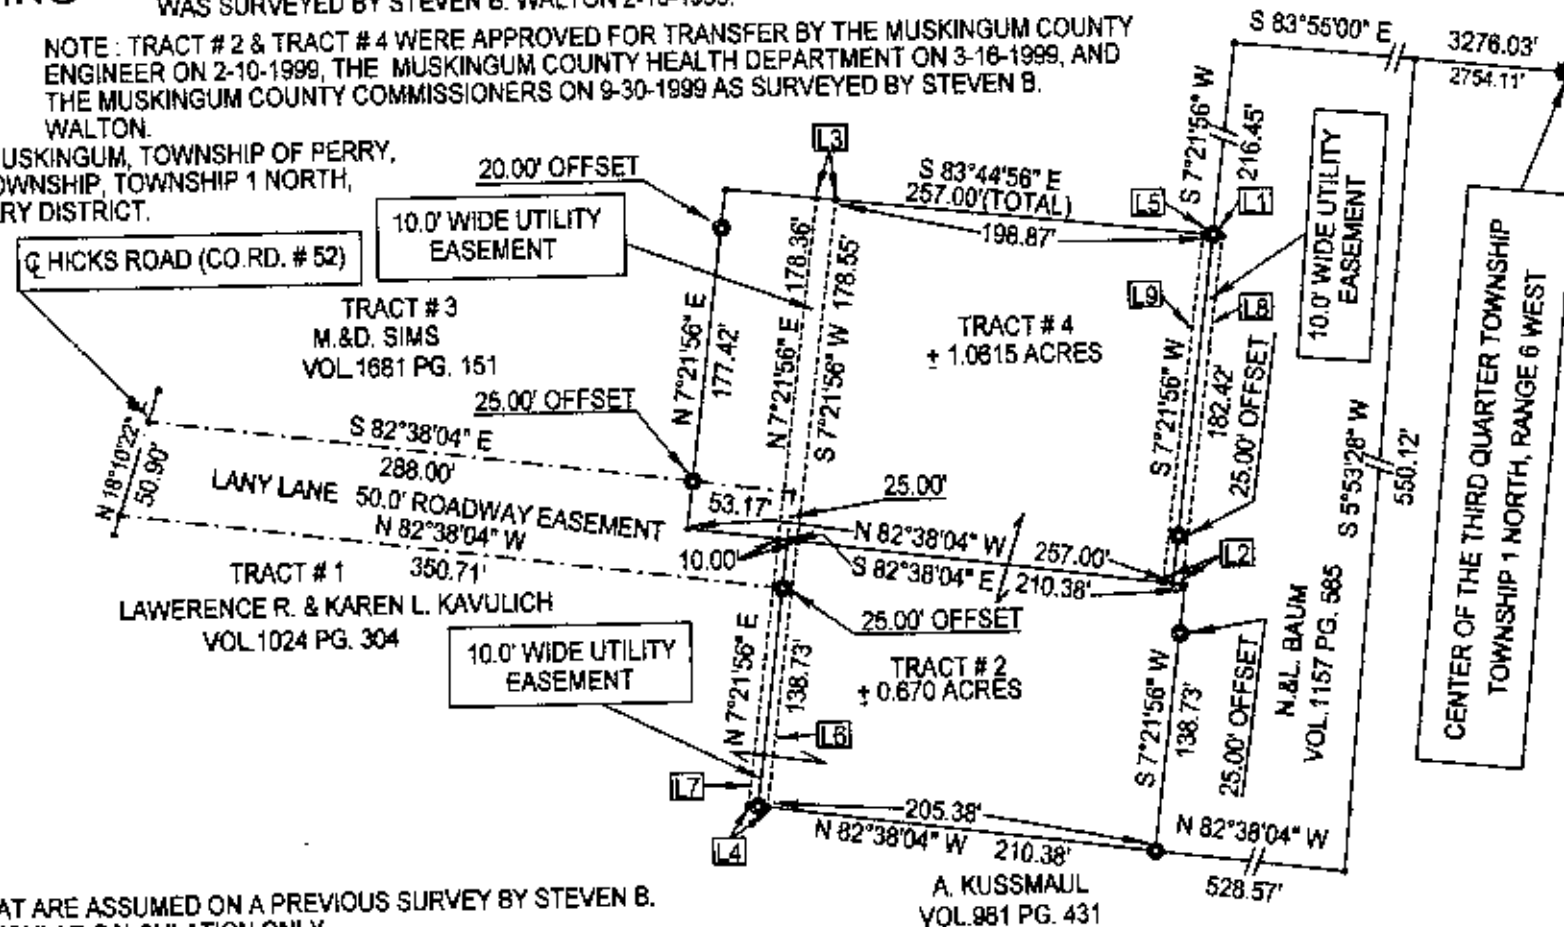 WAS SURVEYED BY STEVEN B. WALTON
NOTE : TRACT # 2 & TRACT # 4 WERE APPROVED FOR TRANSFER BY THE MUSKINGUM COUNTY
ENGINEER ON 2-10-1999, THE MUSKINGUM COUNTY HEALTH DEPARTMENT ON 3-16-1999, AND
THE MUSKINGUM COUNTY COMMISSIONERS ON 9-30-1999 AS SURVEYED BY STEVEN B.
WALTON.
USKINGUM, TOWNSHIP OF PERRY,
OWNSHIP, TOWNSHIP 1 NORTH,
RY DISTRICT.
S 83°55'00" E
3276.03'
2754.11'
S 7°21'56" W
216.45'
10.0' WIDE UTILITY
EASEMENT
CENTER OF THE THIRD QUARTER TOWNSHIP
TOWNSHIP 1 NORTH, RANGE 6 WEST
L3
20.00' OFFSET
S 83°44'56" E
257.00'(TOTAL)
198.87'
L5
L1
10.0' WIDE UTILITY
EASEMENT
℄ HICKS ROAD (CO.RD. # 52)
TRACT # 3
M.&D. SIMS
VOL.1681 PG. 151
N 7°21'56" E
177.42'
N 7°21'56" E 178.36'
S 7°21'56" W 178.55'
TRACT # 4
± 1.0815 ACRES
L9
L8
S 7°21'56" W
182.42'
25.00' OFFSET
S 5°53'28" W
550.12'
25.00' OFFSET
N 18°10'22" E
50.90'
S 82°38'04" E
288.00'
LANY LANE 50.0' ROADWAY EASEMENT
N 82°38'04" W
350.71'
53.17'
25.00'
N 82°38'04" W
257.00'
10.00'
S 82°38'04" E
210.38'
L2
TRACT # 1
LAWERENCE R. & KAREN L. KAVULICH
VOL.1024 PG. 304
25.00' OFFSET
10.0' WIDE UTILITY
EASEMENT
N 7°21'56" E
138.73'
TRACT # 2
± 0.670 ACRES
L6
L7
L4
S 7°21'56" W
138.73'
25.00' OFFSET
N.&L. BAUM
VOL.1157 PG. 585
205.38'
N 82°38'04" W 210.38'
N 82°38'04" W
528.57'
A. KUSSMAUL
VOL.981 PG. 431
AT ARE ASSUMED ON A PREVIOUS SURVEY BY STEVEN B.